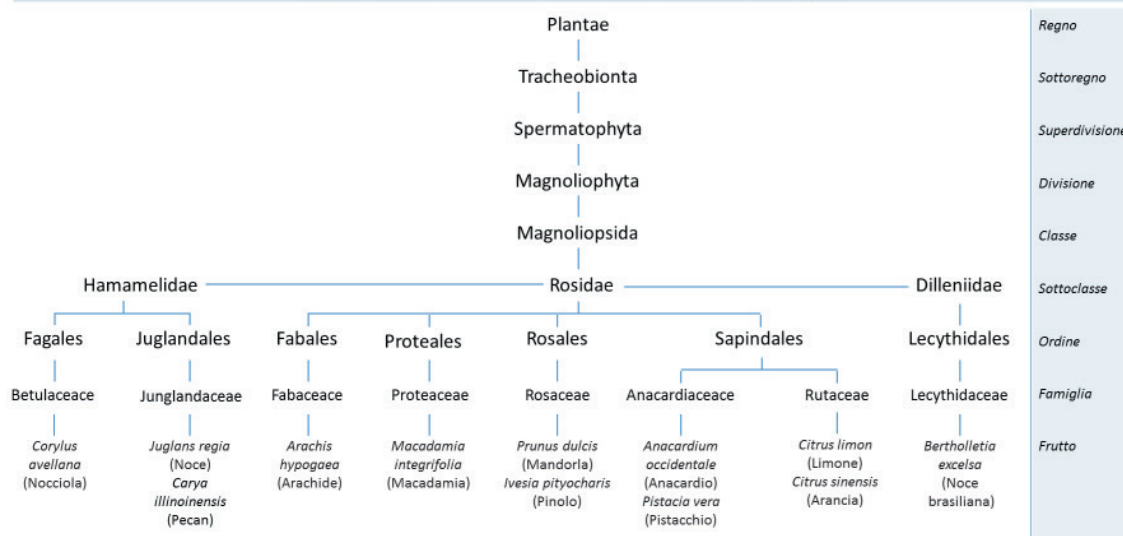 Plantae
Regno
Tracheobionta
Sottoregno
Spermatophyta
Superdivisione
Magnoliophyta
Divisione
Magnoliopsida
Classe
Hamamelidae Rosidae Dilleniidae
Sottoclasse
Fagales Juglandales Fabales Proteales Rosales Sapindales Lecythidales
Ordine
Betulaceace Junglandaceae Fabaceace Proteaceae Rosaceae Anacardiaceace Rutaceae Lecythidaceae
Famiglia
Corylus
avellana
(Nocciola)
Juglans regia
(Noce)
Carya
illinoinensis
(Pecan)
Arachis
hypogaea
(Arachide)
Macadamia
integrifolia
(Macadamia)
Prunus dulcis
(Mandorla)
Ivesia pityocharis
(Pinolo)
Anacardium
occidentale
(Anacardio)
Pistacia vera
(Pistacchio)
Citrus limon
(Limone)
Citrus sinensis
(Arancia)
Bertholletia
excelsa
(Noce
brasiliana)
Frutto